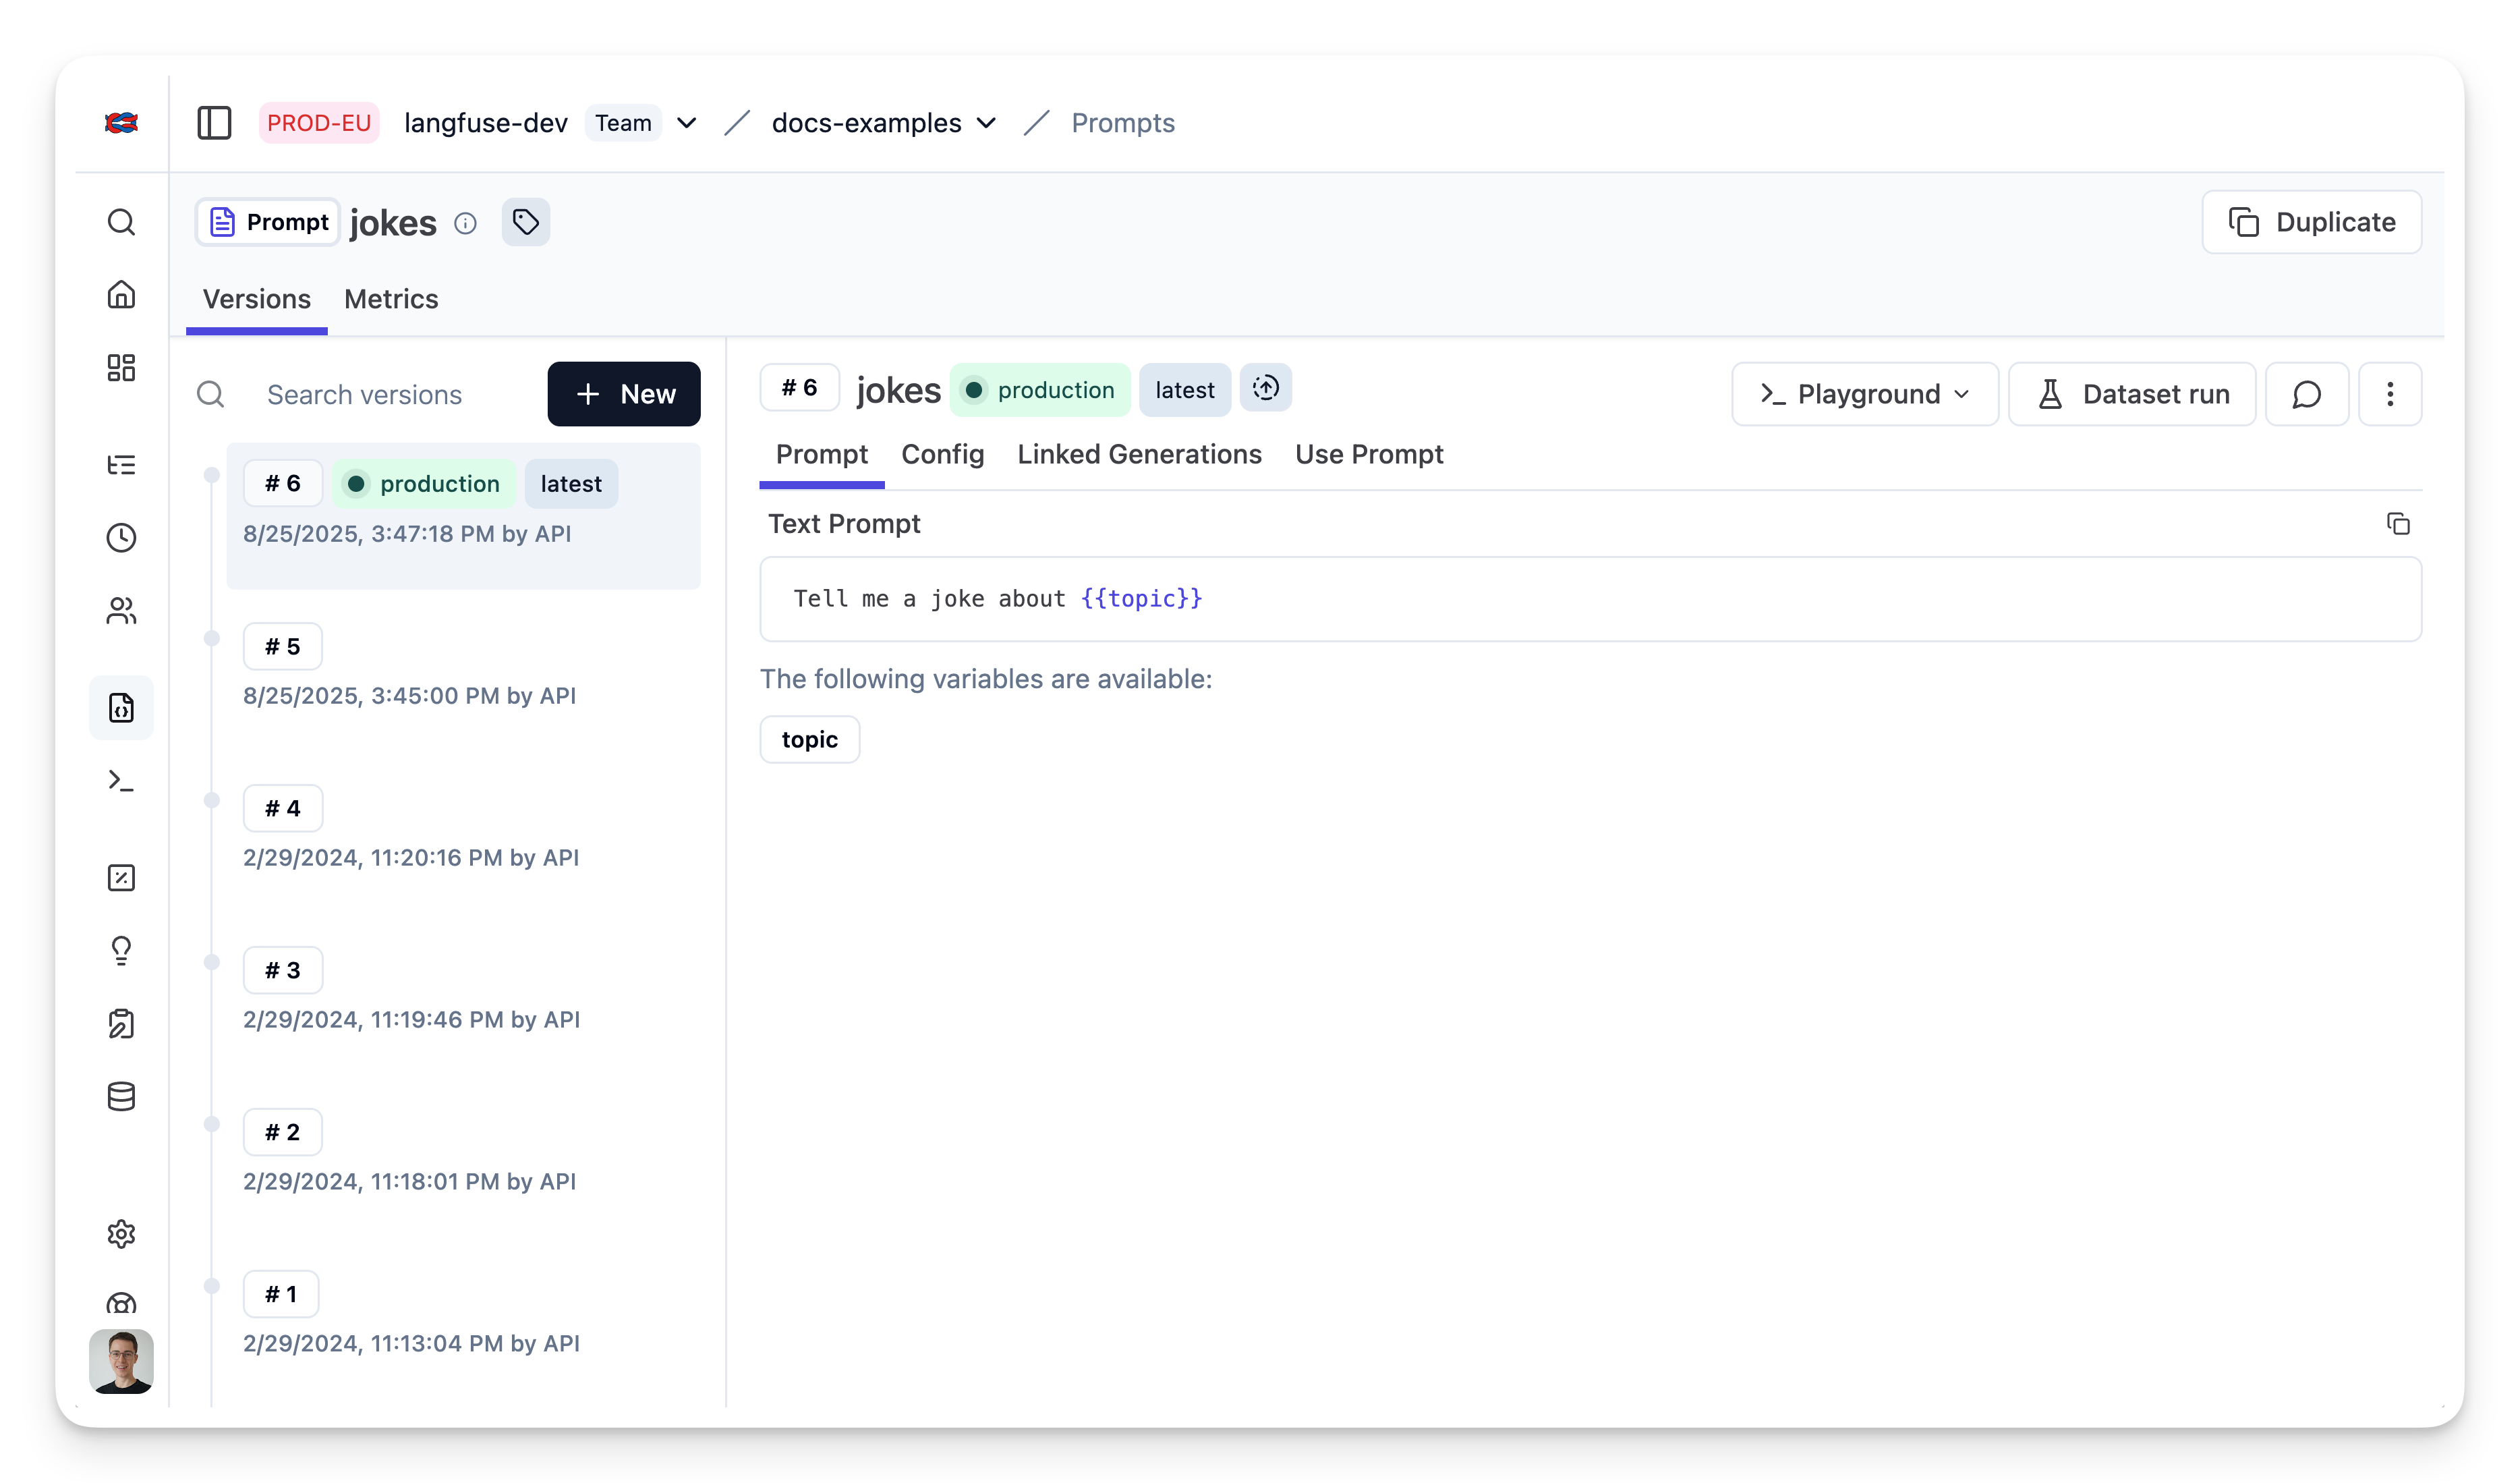 PROD-EU langfuse-dev Team docs-examples Prompts
Prompt jokes
Duplicate
Versions Metrics
Search versions
New
# 6 production latest
8/25/2025, 3:47:18 PM by API
# 5
8/25/2025, 3:45:00 PM by API
# 4
2/29/2024, 11:20:16 PM by API
# 3
2/29/2024, 11:19:46 PM by API
# 2
2/29/2024, 11:18:01 PM by API
# 1
2/29/2024, 11:13:04 PM by API
# 6 jokes production latest
Playground Dataset run
Prompt Config Linked Generations Use Prompt
Text Prompt
Tell me a joke about {{topic}}
The following variables are available:
topic